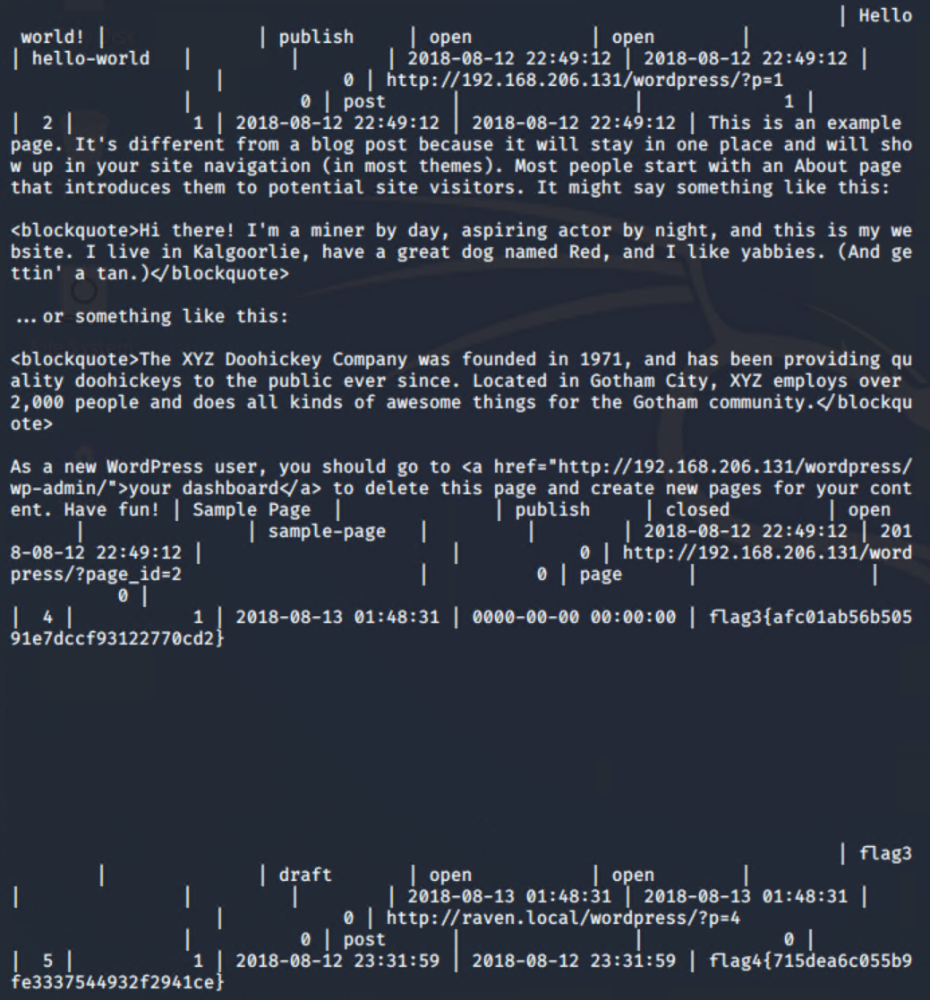 | Hello
world! | | publish | open | open |
| hello-world | | | 2018-08-12 22:49:12 | 2018-08-12 22:49:12 |
| 0 | http://192.168.206.131/wordpress/?p=1
| 0 | post | | 1 |
| 2 | 1 | 2018-08-12 22:49:12 | 2018-08-12 22:49:12 | This is an example
page. It's different from a blog post because it will stay in one place and will sho
w up in your site navigation (in most themes). Most people start with an About page
that introduces them to potential site visitors. It might say something like this:
<blockquote>Hi there! I'm a miner by day, aspiring actor by night, and this is my we
bsite. I live in Kalgoorlie, have a great dog named Red, and I like yabbies. (And ge
ttin' a tan.)</blockquote>
...or something like this:
<blockquote>The XYZ Doohickey Company was founded in 1971, and has been providing qu
ality doohickeys to the public ever since. Located in Gotham City, XYZ employs over
2,000 people and does all kinds of awesome things for the Gotham community.</blockqu
ote>
As a new WordPress user, you should go to <a href="http://192.168.206.131/wordpress/
wp-admin/">your dashboard</a> to delete this page and create new pages for your cont
ent. Have fun! | Sample Page | | publish | closed | open
| | sample-page | | | 2018-08-12 22:49:12 | 201
8-08-12 22:49:12 | | 0 | http://192.168.206.131/word
press/?page_id=2 | 0 | page | |
0 |
| 4 | 1 | 2018-08-13 01:48:31 | 0000-00-00 00:00:00 | flag3{afc01ab56b505
91e7dccf93122770cd2}
| flag3
| | draft | open | open |
| | | | 2018-08-13 01:48:31 | 2018-08-13 01:48:31 |
| 0 | http://raven.local/wordpress/?p=4
| 0 | post | | 0 |
| 5 | 1 | 2018-08-12 23:31:59 | 2018-08-12 23:31:59 | flag4{715dea6c055b9
fe3337544932f2941ce}